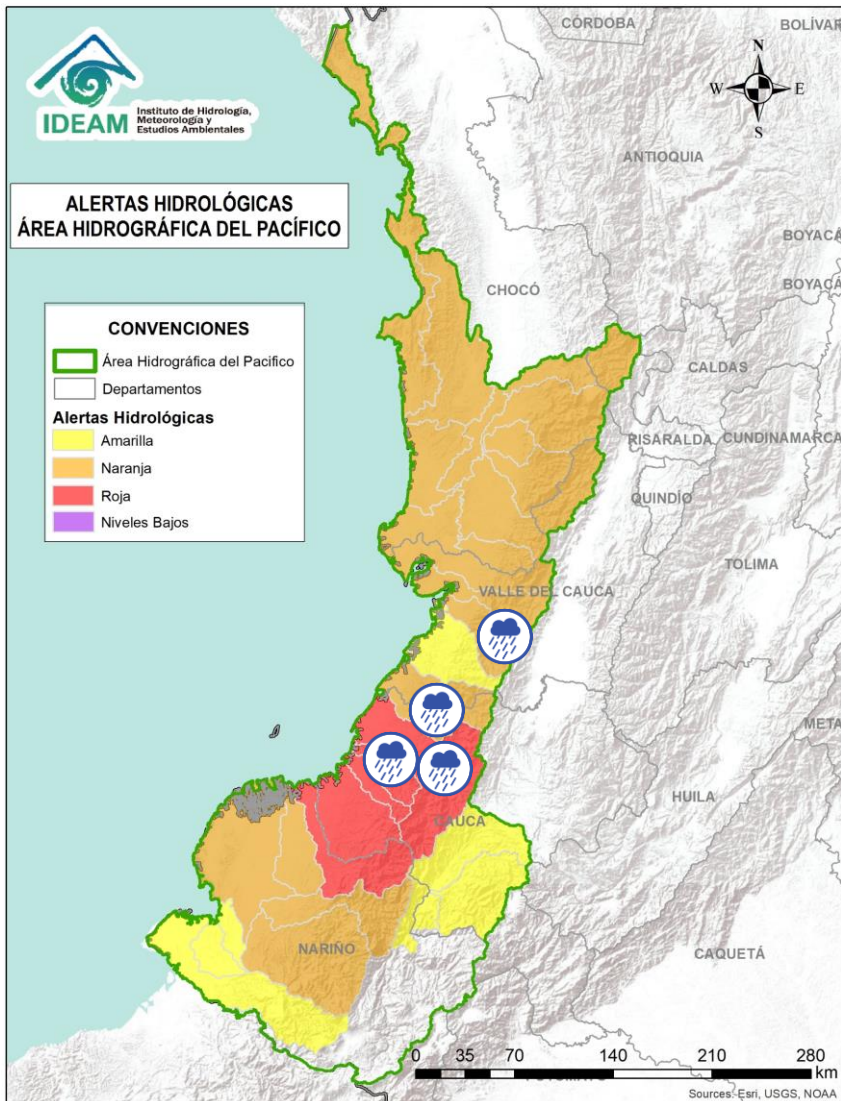 IDEAM
Instituto de Hidrología,
Meteorología y
Estudios Ambientales
ALERTAS HIDROLÓGICAS
ÁREA HIDROGRÁFICA DEL PACÍFICO
CONVENCIONES
Área Hidrográfica del Pacifico
Departamentos
Alertas Hidrológicas
Amarilla
Naranja
Roja
Niveles Bajos
N
W E
S
CÓRDOBA
BOLÍVAR
ANTIOQUIA
BOYACÁ
BOYACÁ
CHOCÓ
CALDAS
RISARALDA
CUNDINAMARCA
QUINDÍO
TOLIMA
VALLE DEL CAUCA
META
HUILA
CAUCA
NARIÑO
CAQUETÁ
0 35 70 140 210 280
km
Sources: Esri, USGS, NOAA